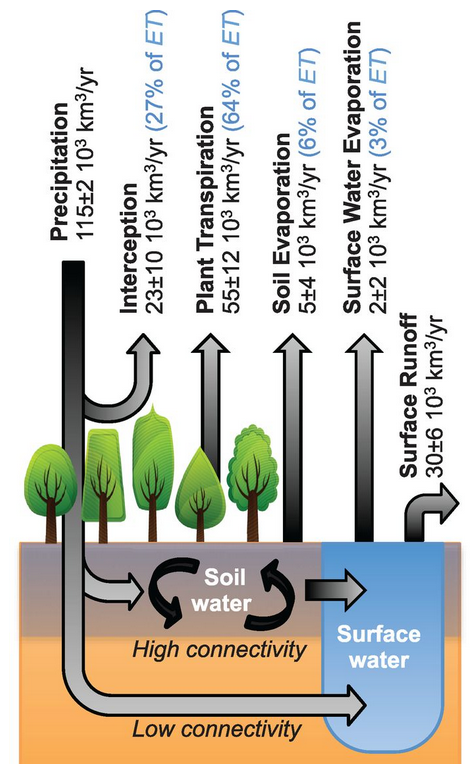 Precipitation
115±2 10³ km³/yr
Interception
23±10 10³ km³/yr (27% of ET)
Plant Transpiration
55±12 10³ km³/yr (64% of ET)
Soil Evaporation
5±4 10³ km³/yr (6% of ET)
Surface Water Evaporation
2±2 10³ km³/yr (3% of ET)
Surface Runoff
30±6 10³ km³/yr
Soil
water
High connectivity
Surface
water
Low connectivity